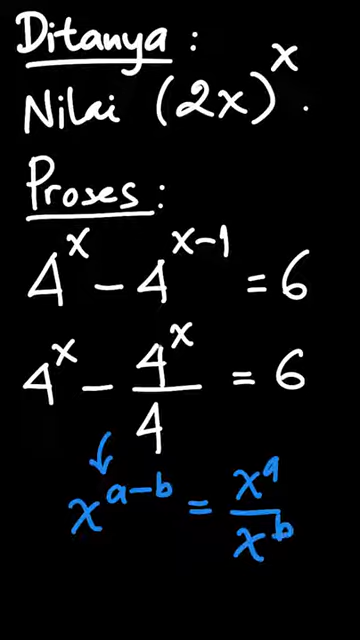 Ditanya :
Nilai (2x)^x .
Proses :
4^x − 4^(x−1) = 6
4^x − 4^x/4 = 6
x^(a−b) = x^a/x^b